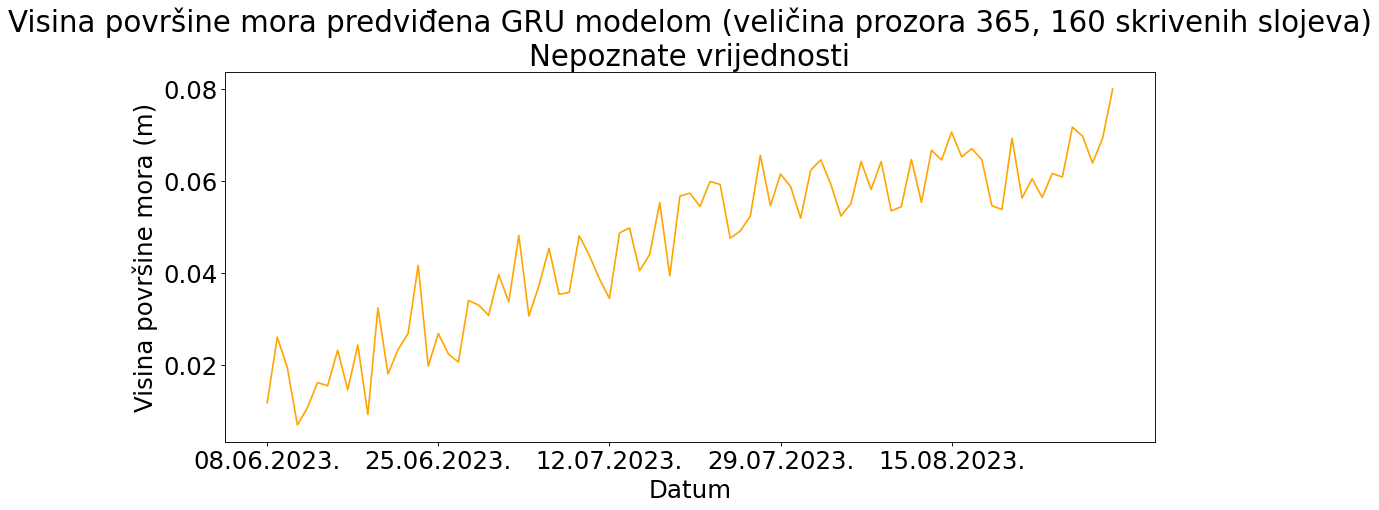 Visina površine mora predviđena GRU modelom (veličina prozora 365, 160 skrivenih slojeva)
Nepoznate vrijednosti
Visina površine mora (m)
0.08
0.06
0.04
0.02
08.06.2023. 25.06.2023. 12.07.2023. 29.07.2023. 15.08.2023.
Datum